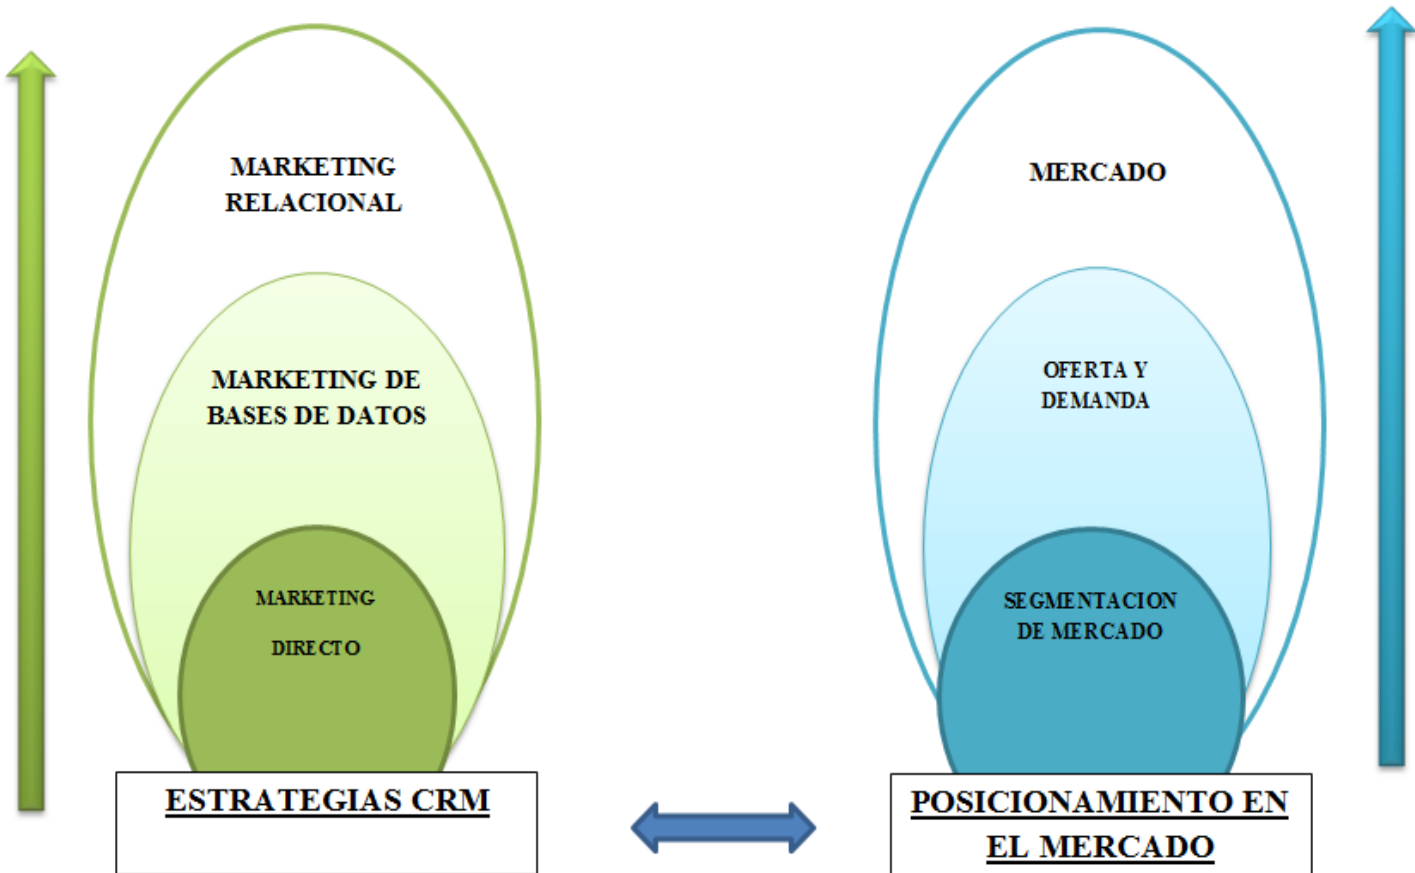 MARKETING
RELACIONAL
MARKETING DE
BASES DE DATOS
MARKETING
DIRECTO
ESTRATEGIAS CRM
MERCADO
OFERTA Y
DEMANDA
SEGMENTACION
DE MERCADO
POSICIONAMIENTO EN
EL MERCADO